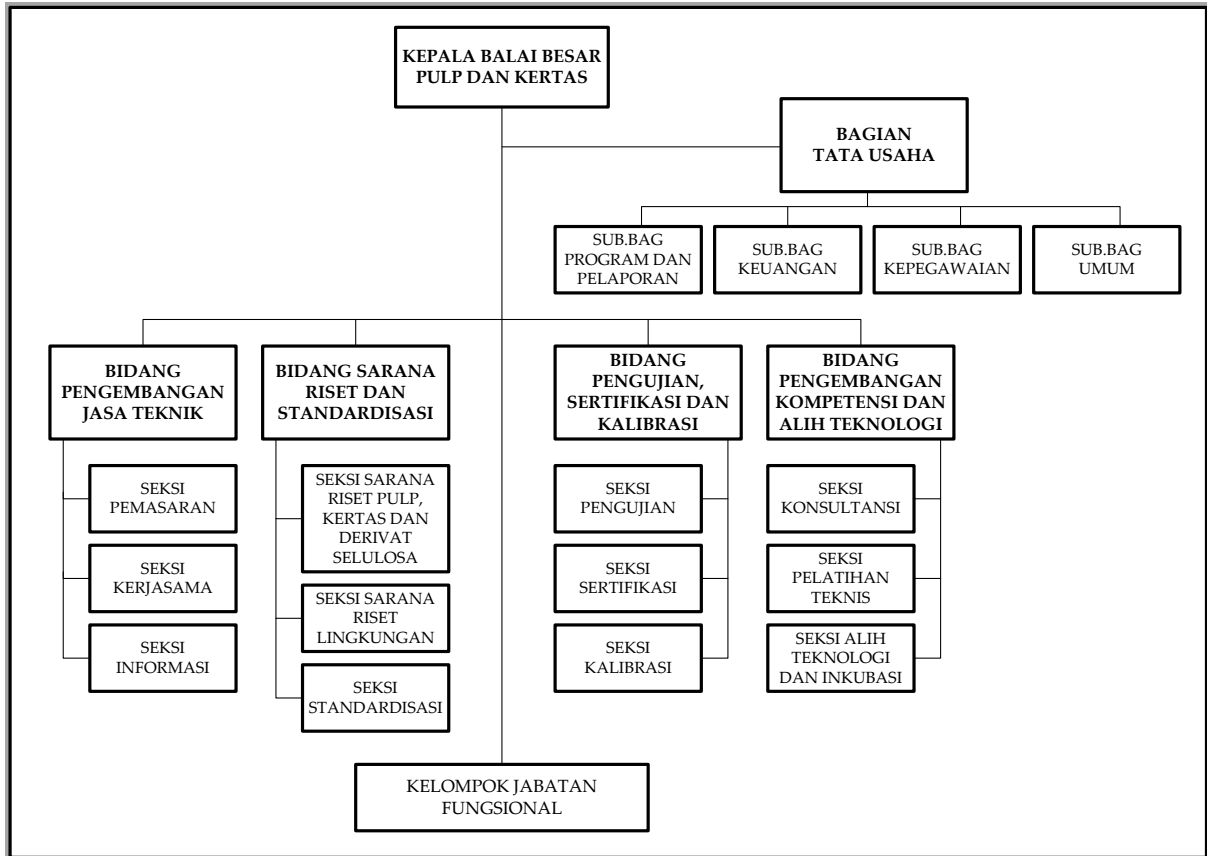 KEPALA BALAI BESAR
PULP DAN KERTAS
BAGIAN
TATA USAHA
SUB.BAG
PROGRAM DAN
PELAPORAN
SUB.BAG
KEUANGAN
SUB.BAG
KEPEGAWAIAN
SUB.BAG
UMUM
BIDANG
PENGEMBANGAN
JASA TEKNIK
BIDANG SARANA
RISET DAN
STANDARDISASI
BIDANG
PENGUJIAN,
SERTIFIKASI DAN
KALIBRASI
BIDANG
PENGEMBANGAN
KOMPETENSI DAN
ALIH TEKNOLOGI
SEKSI
PEMASARAN
SEKSI
KERJASAMA
SEKSI
INFORMASI
SEKSI SARANA
RISET PULP,
KERTAS DAN
DERIVAT
SELULOSA
SEKSI SARANA
RISET
LINGKUNGAN
SEKSI
STANDARDISASI
SEKSI
PENGUJIAN
SEKSI
SERTIFIKASI
SEKSI
KALIBRASI
SEKSI
KONSULTANSI
SEKSI
PELATIHAN
TEKNIS
SEKSI ALIH
TEKNOLOGI
DAN INKUBASI
KELOMPOK JABATAN
FUNGSIONAL